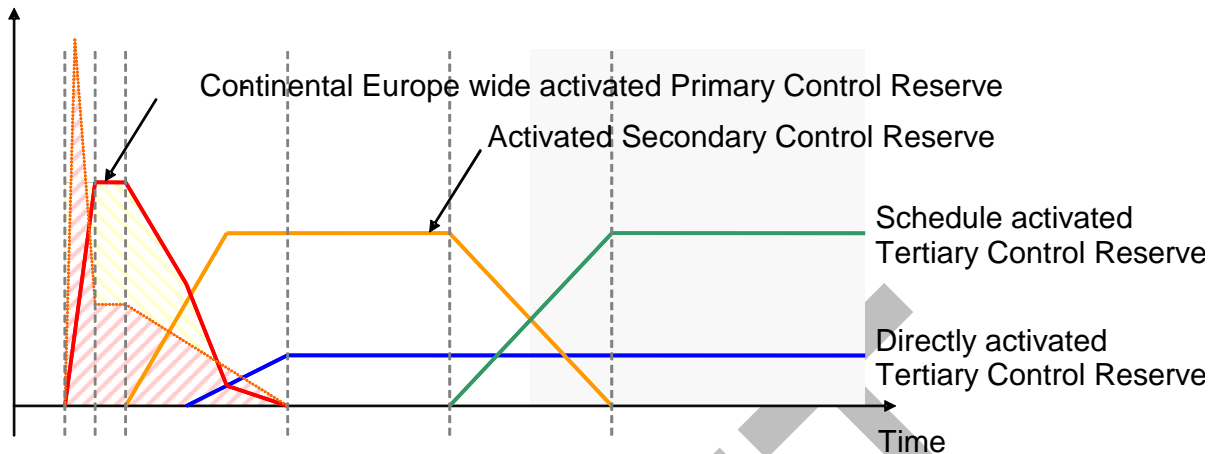 Continental Europe wide activated Primary Control Reserve
Activated Secondary Control Reserve
Schedule activated
Tertiary Control Reserve
Directly activated
Tertiary Control Reserve
Time